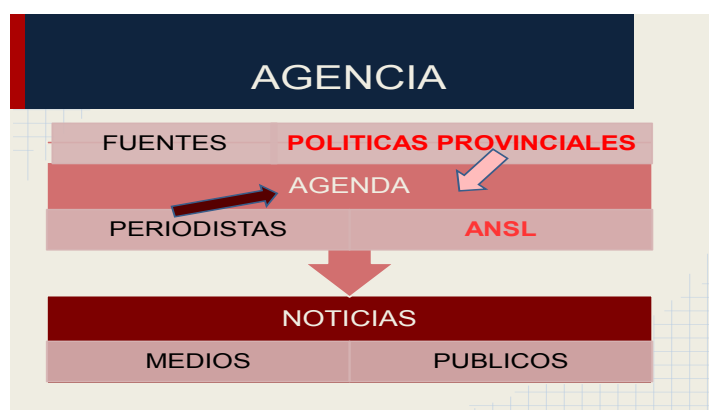 AGENCIA
FUENTES POLITICAS PROVINCIALES
AGENDA
PERIODISTAS ANSL
NOTICIAS
MEDIOS PUBLICOS